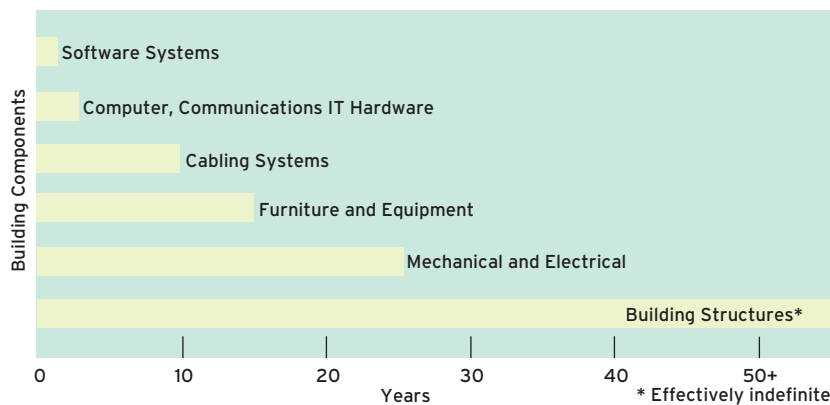 Building Components
Software Systems
Computer, Communications IT Hardware
Cabling Systems
Furniture and Equipment
Mechanical and Electrical
Building Structures*
0 10 20 30 40 50+
Years
* Effectively indefinite